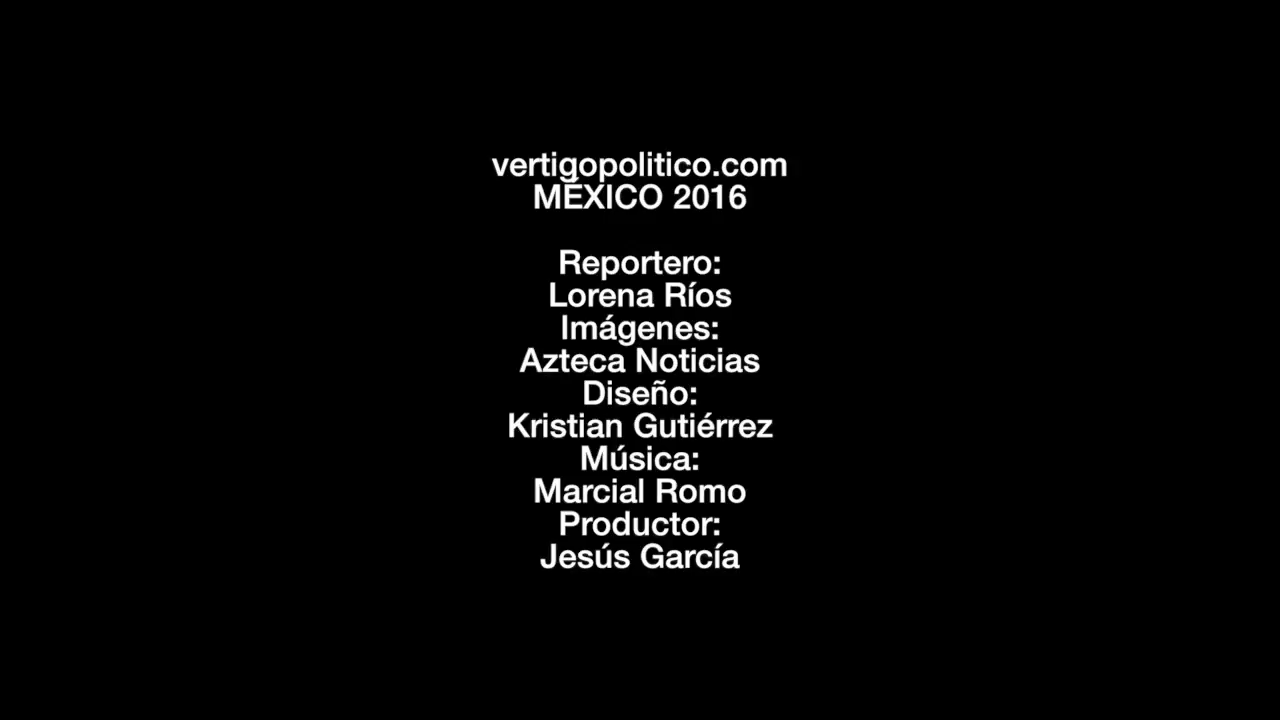 vertigopolitico.com
MÉXICO 2016
Reportero:
Lorena Ríos
Imágenes:
Azteca Noticias
Diseño:
Kristian Gutiérrez
Música:
Marcial Romo
Productor:
Jesús García